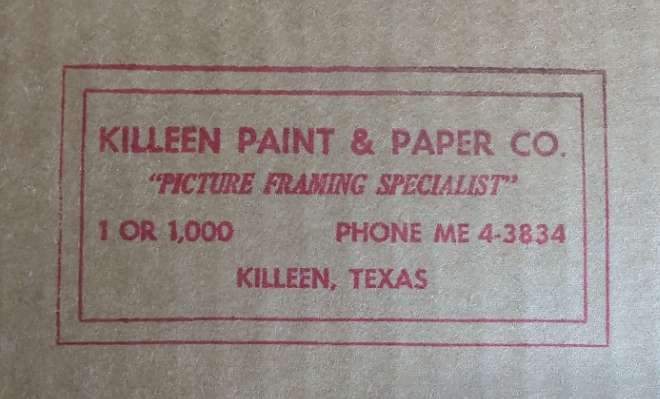 KILLEEN PAINT & PAPER CO.
"PICTURE FRAMING SPECIALIST"
1 OR 1,000 PHONE ME 4-3834
KILLEEN, TEXAS